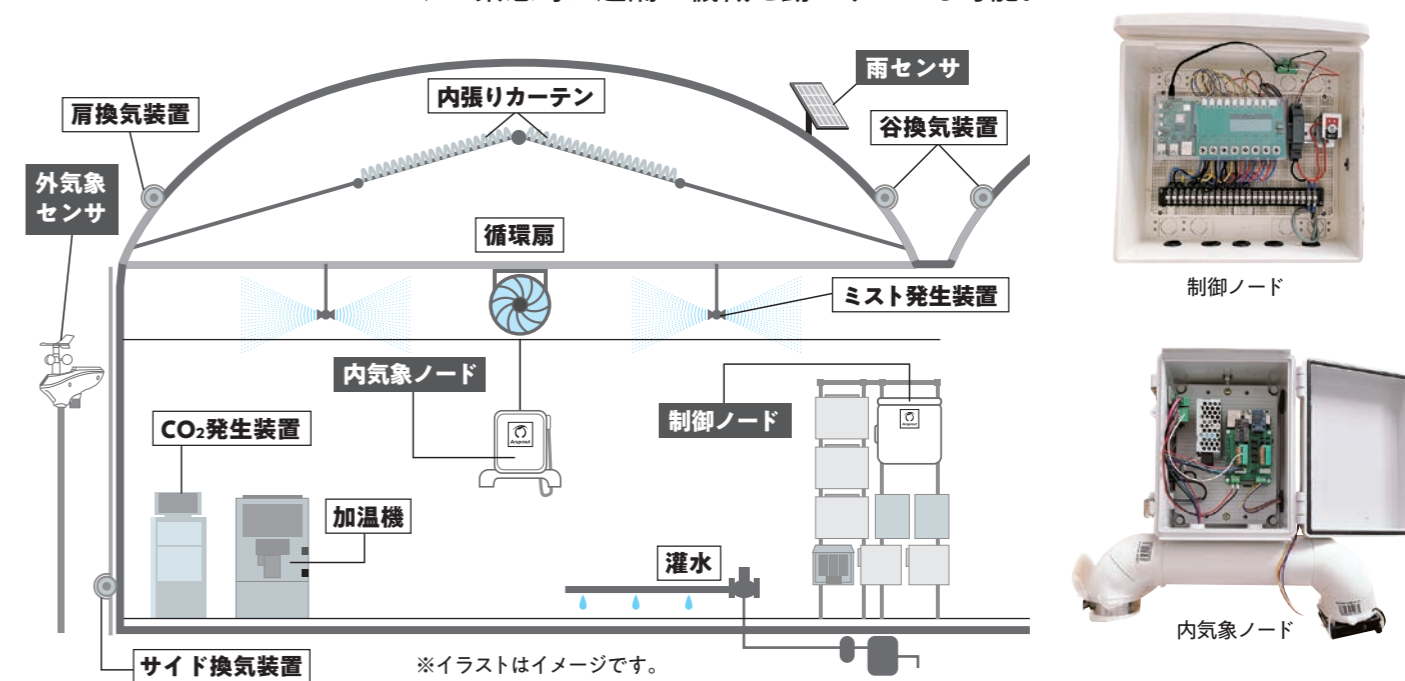 雨センサ
内張りカーテン
肩換気装置
谷換気装置
外気象
センサ
循環扇
ミスト発生装置
制御ノード
内気象ノード
制御ノード
Arsprout
Arsprout
CO₂発生装置
加温機
灌水
内気象ノード
サイド換気装置
※イラストはイメージです。